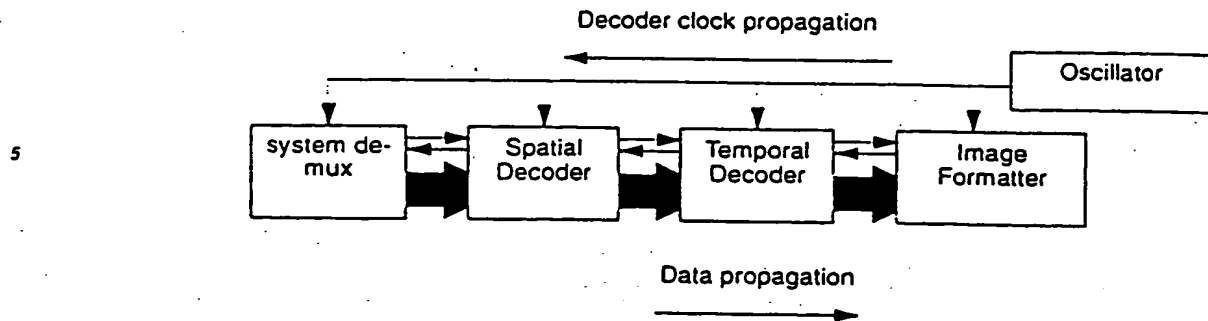 Decoder clock propagation
Oscillator
5
system de-
mux
Spatial
Decoder
Temporal
Decoder
Image
Formatter
Data propagation